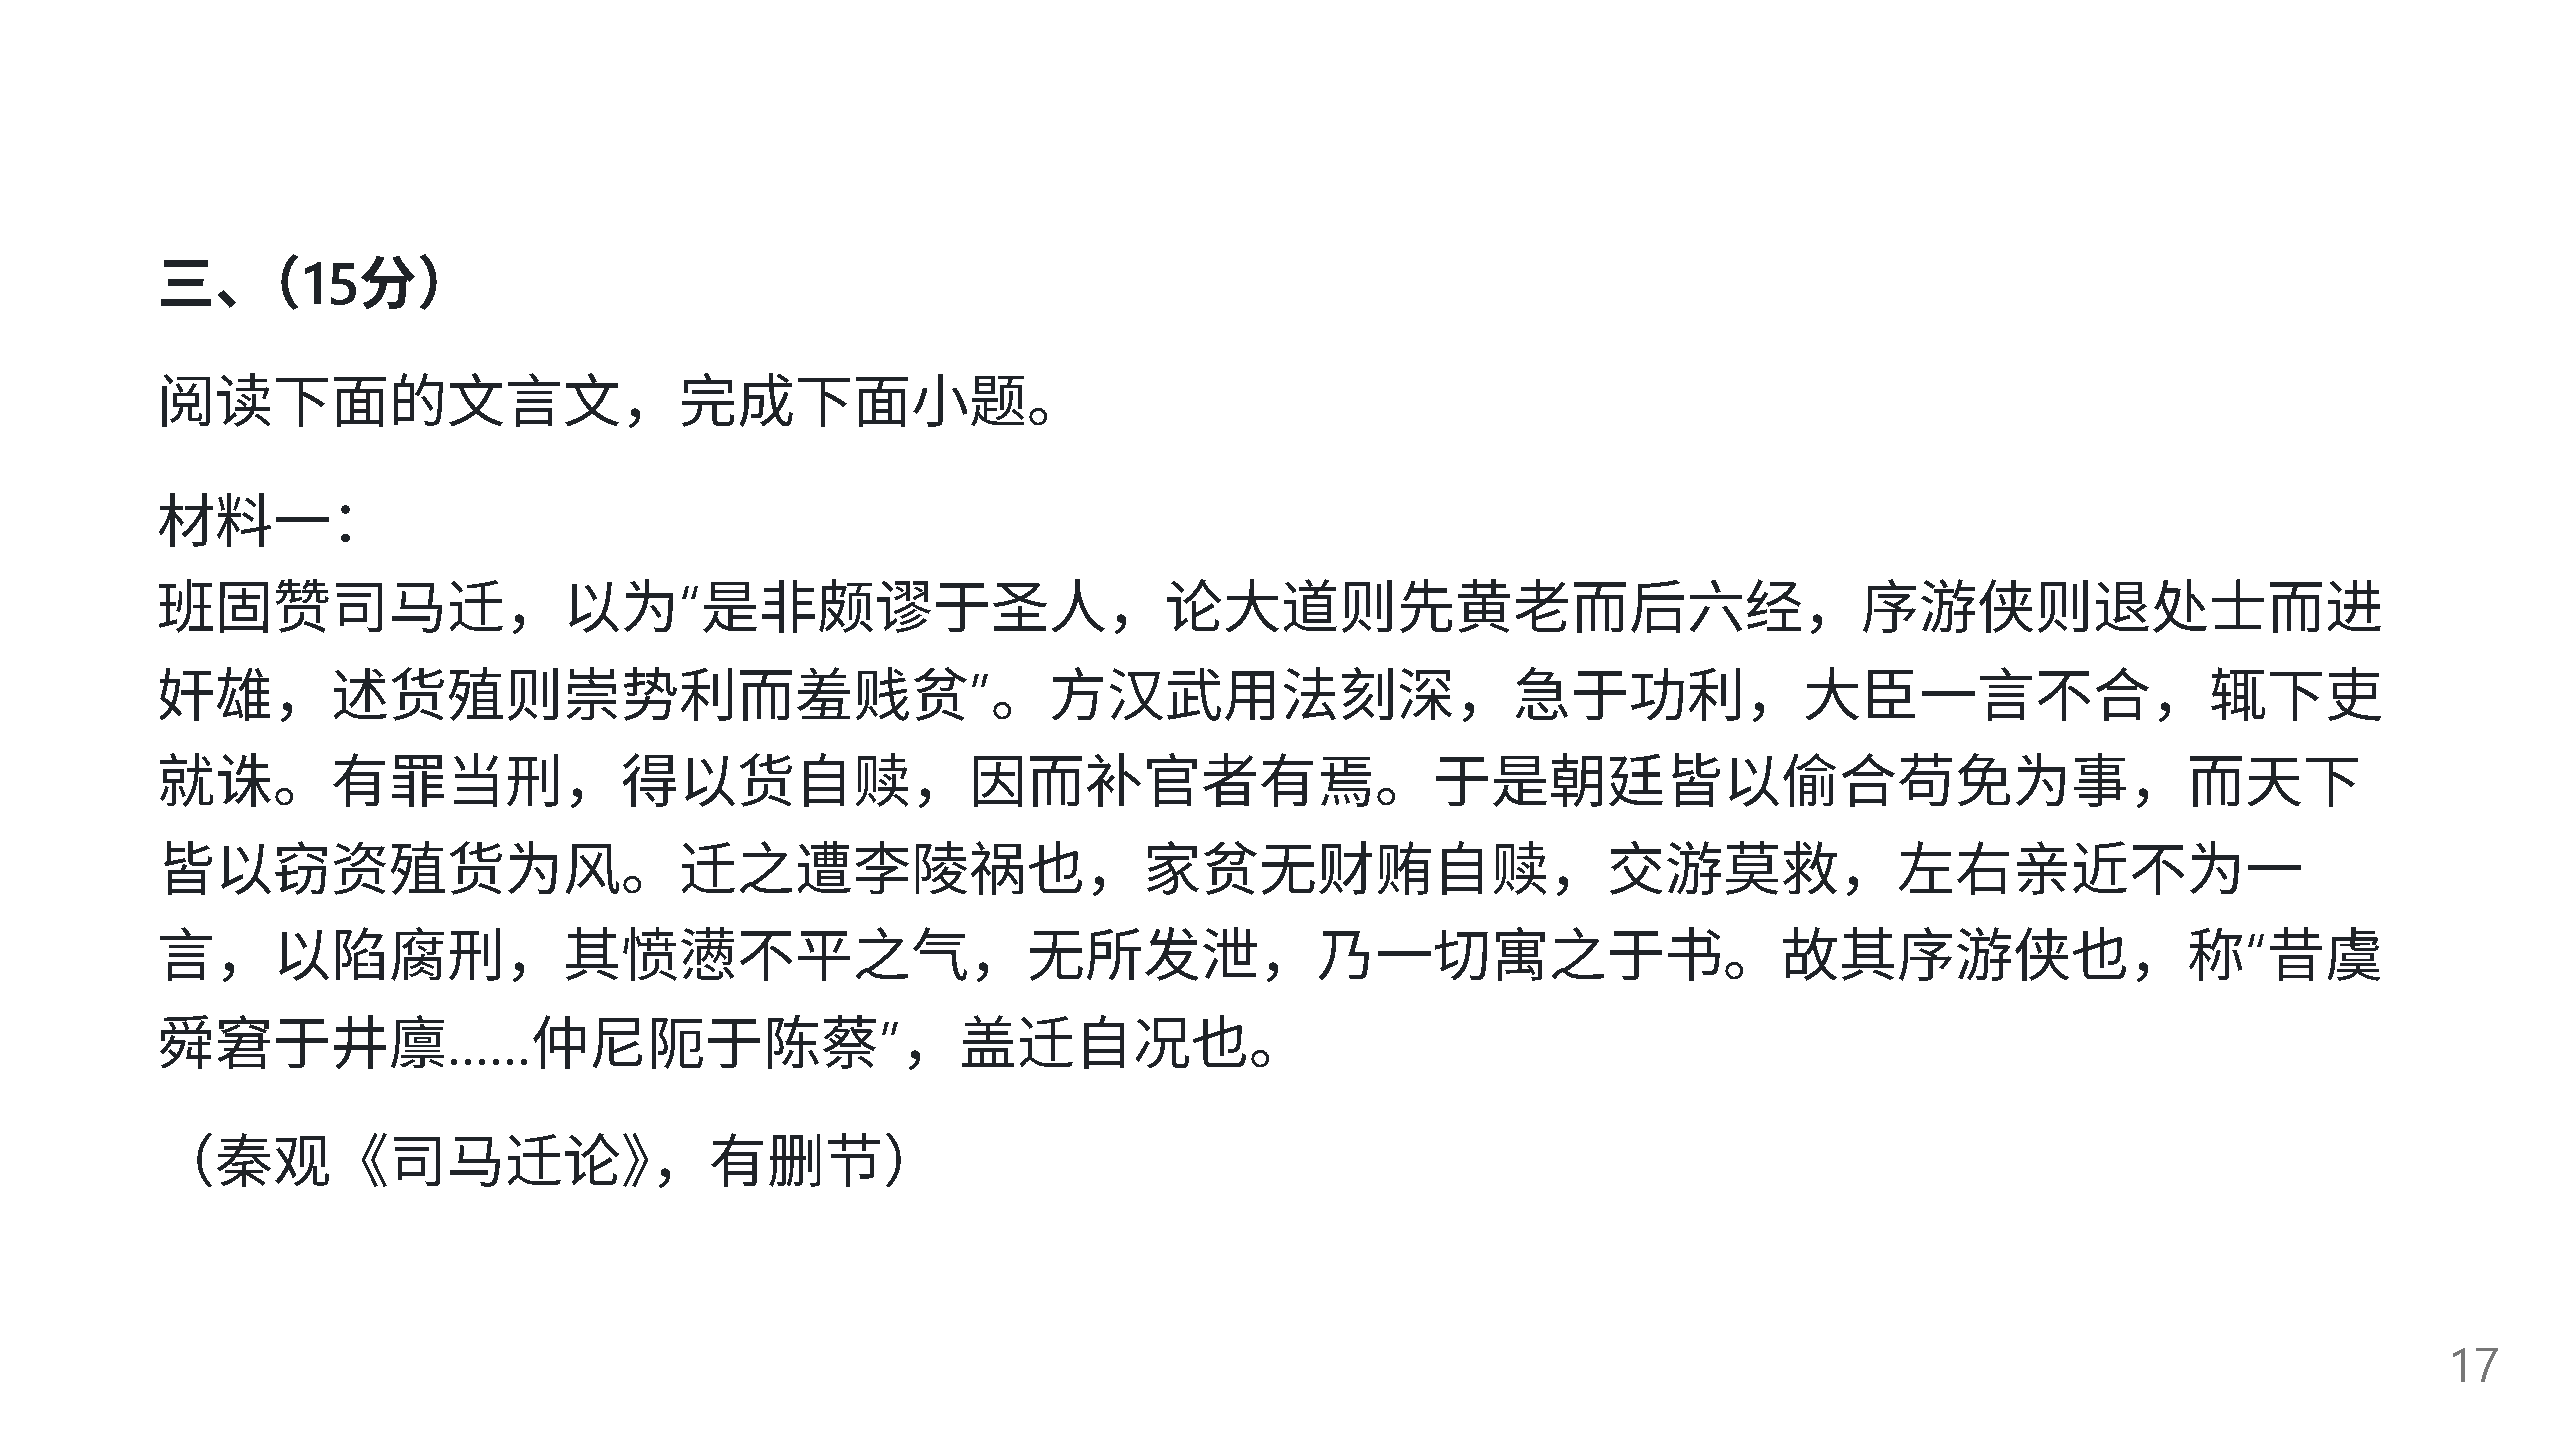 三、（15分）
阅读下面的文言文，完成下面小题。
材料一：
班固赞司马迁，以为“是非颇谬于圣人，论大道则先黄老而后六经，序游侠则退处士而进
奸雄，述货殖则崇势利而羞贱贫”。方汉武用法刻深，急于功利，大臣一言不合，辄下吏
就诛。有罪当刑，得以货自赎，因而补官者有焉。于是朝廷皆以偷合苟免为事，而天下
皆以窃资殖货为风。迁之遭李陵祸也，家贫无财贿自赎，交游莫救，左右亲近不为一
言，以陷腐刑，其愤懑不平之气，无所发泄，乃一切寓之于书。故其序游侠也，称“昔虞
舜窘于井廪……仲尼阨于陈蔡”，盖迁自况也。
（秦观《司马迁论》，有删节）
17